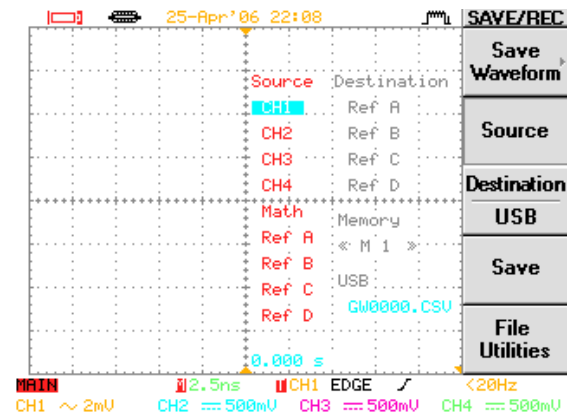 25-Apr'06 22:08
SAVE/REC
Save
Waveform
Source
Destination
USB
Save
File
Utilities
Source
CH1
CH2
CH3
CH4
Math
Ref A
Ref B
Ref C
Ref D
Destination
Ref A
Ref B
Ref C
Ref D
Memory
« M 1 »
USB
GW0000.CSV
0.000 s
MAIN
M 2.5ns
T CH1 EDGE
<20Hz
CH1 ~ 2mV
CH2 500mV
CH3 500mV
CH4 500mV